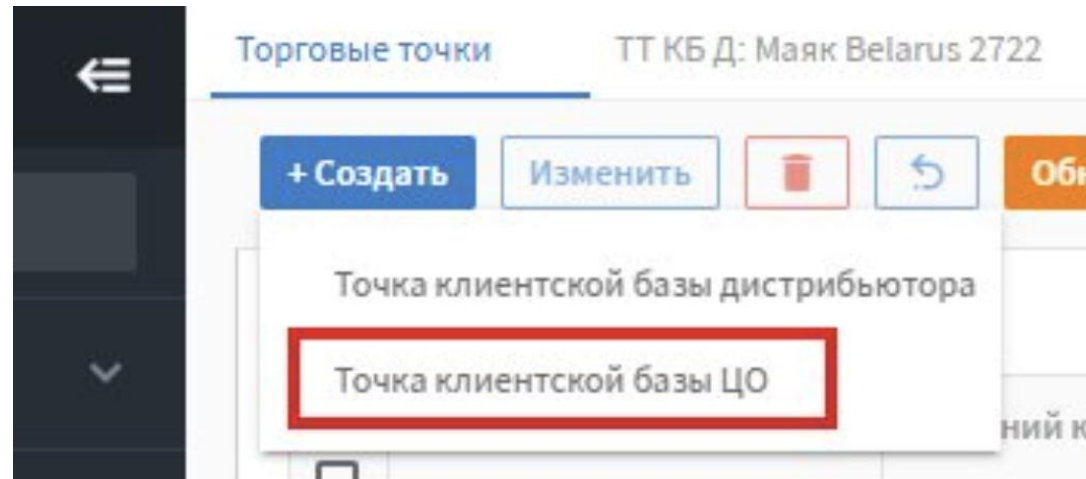 Торговые точки ТТ КБ Д: Маяк Belarus 2722
+ Создать Изменить
Точка клиентской базы дистрибьютора
Точка клиентской базы ЦО